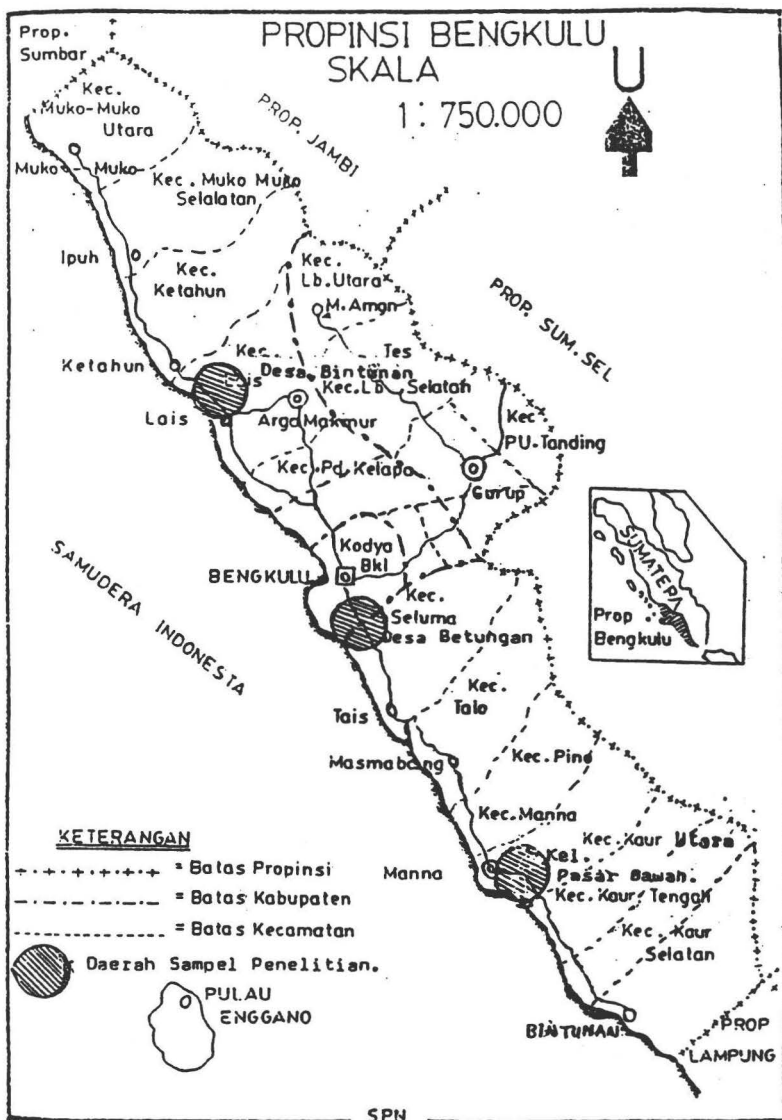 PROPINSI BENGKULU
SKALA
1 : 750.000
U
Prop.
Sumbar
Kec.
Muko-Muko
Utara
PROP. JAMBI
Muko-Muko
Kec. Muko Muko
Selalatan
Ipuh
Kec.
Ketahun
Kec.
Lb. Utara
M. Aman
PROP. SUM. SEL
Ketahun
Kec.
Lais
Desa Bintunan
Tes
Kec. Lb
Selatan
Kec
PU. Tanding
Lais
Arga Makmur
Kec. Pd. Kelapa
Curup
Kodya
Bkl
BENGKULU
Kec.
Seluma
Desa Betungan
SAMUDERA INDONESTA
SUMATERA
Prop
Bengkulu
Kec.
Talo
Tais
Masmabang
Kec. Pino
Kec. Manna
KETERANGAN
= Batas Propinsi
= Batas Kabupaten
= Batas Kecamatan
Daerah Sampel Penelitian.
Manna
Kec. Kaur Utara
Kel.
Pasar Bawah.
Kec. Kaur Tengah
Kec. Kaur
Selatan
PULAU
ENGGANO
BINTUNAN
PROP
LAMPUNG
SPN